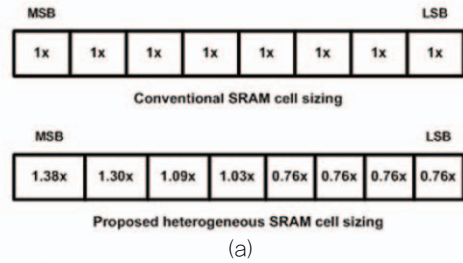 MSB LSB
1x 1x 1x 1x 1x 1x 1x 1x
Conventional SRAM cell sizing
MSB LSB
1.38x 1.30x 1.09x 1.03x 0.76x 0.76x 0.76x 0.76x
Proposed heterogeneous SRAM cell sizing
(a)